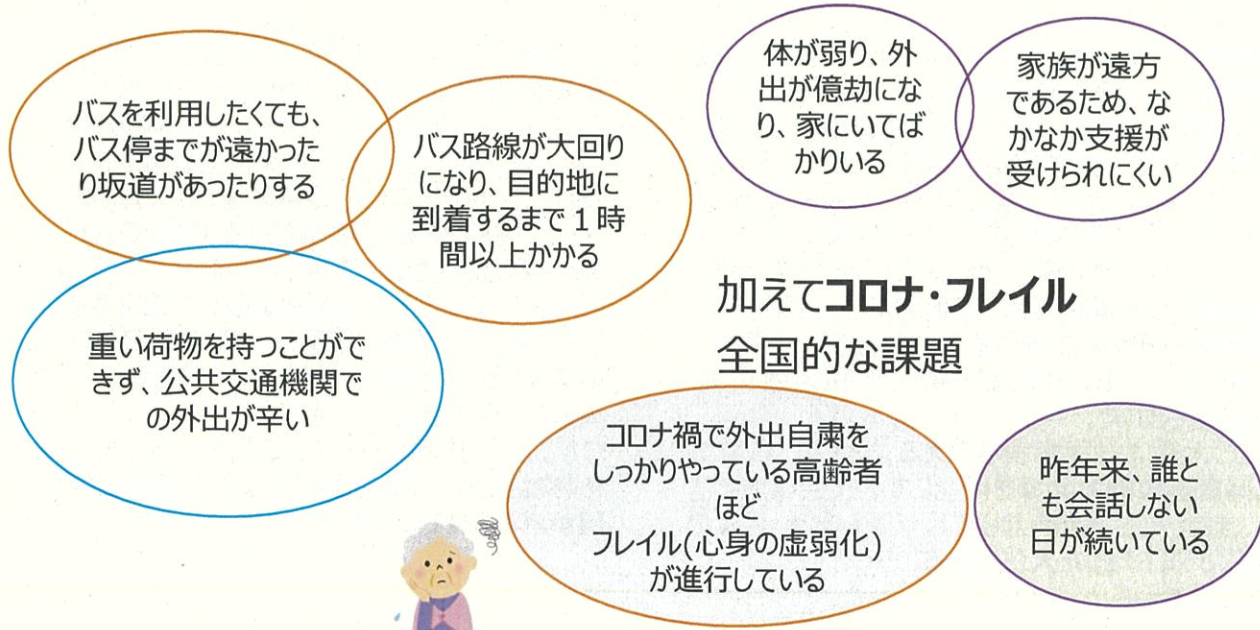 バスを利用したくても、
バス停までが遠かった
り坂道があったりする
バス路線が大回り
になり、目的地に
到着するまで１時
間以上かかる
重い荷物を持つことがで
きず、公共交通機関で
の外出が辛い
体が弱り、外
出が億劫にな
り、家にいてば
かりいる
家族が遠方
であるため、な
かなか支援が
受けられにくい
加えてコロナ・フレイル
全国的な課題
コロナ禍で外出自粛を
しっかりやっている高齢者
ほど
フレイル(心身の虚弱化)
が進行している
昨年来、誰と
も会話しない
日が続いている